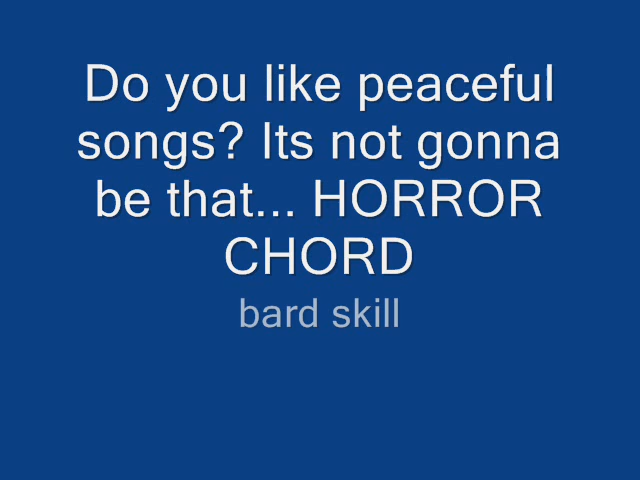 Do you like peaceful
songs? Its not gonna
be that... HORROR
CHORD
bard skill